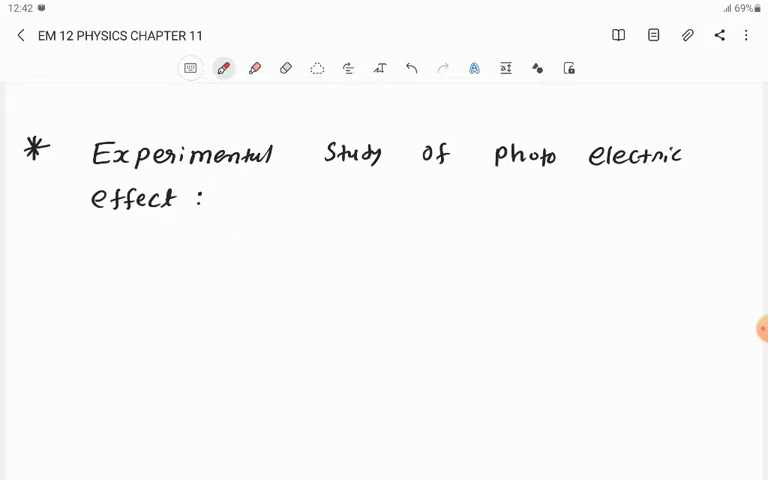 12:42 69%
EM 12 PHYSICS CHAPTER 11
* Experimental Study of photo electric
effect :